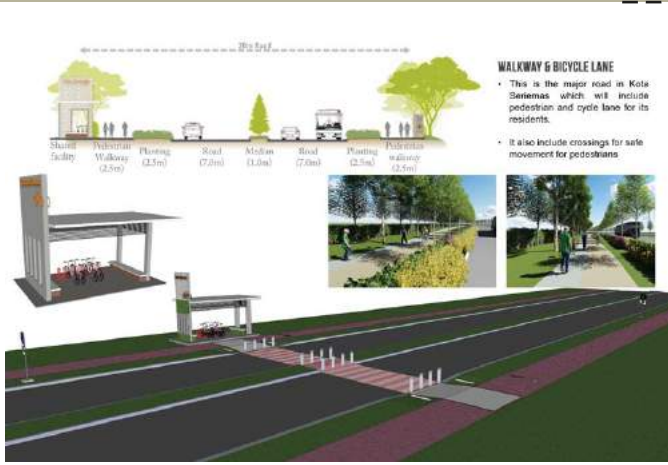 Road
WALKWAY & BICYCLE LANE
• This is the major road in Kota
Seriemas which will include
pedestrian and cycle lane for its
residents.
• It also include crossings for safe
movement for pedestrians
Shared
facility
Pedestrian
Walkway
(2.5m)
Planting
(2.5m)
Road
(7.0m)
Median
(1.0m)
Road
(7.0m)
Planting
(2.5m)
Pedestrian
walkway
(2.5m)